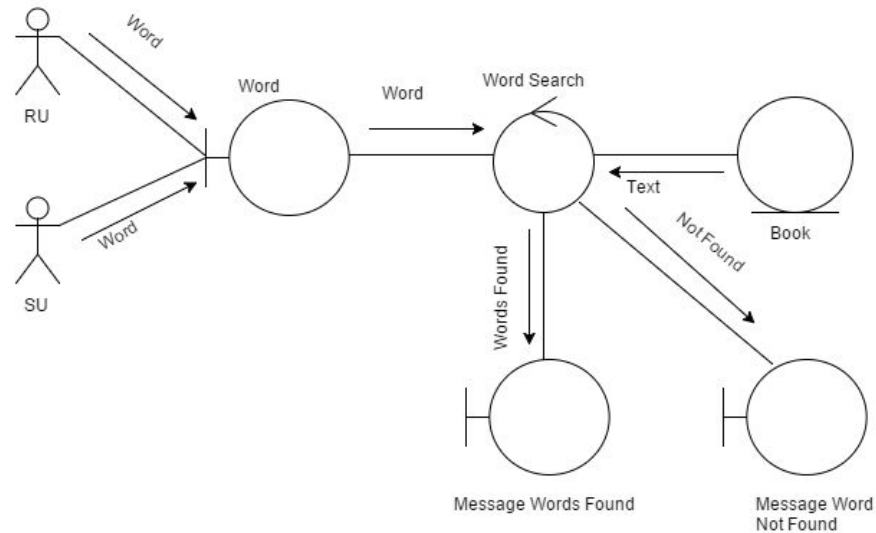 Word
RU
Word
Word
Word Search
Word
SU
Text
Book
Not Found
Words Found
Message Words Found
Message Word
Not Found